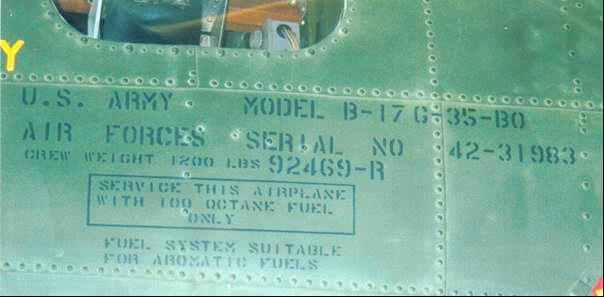 Y
U.S. ARMY MODEL B-17G-35-BO
AIR FORCES SERIAL NO 42-31983
CREW WEIGHT 1200 LBS 92469-R
SERVICE THIS AIRPLANE
WITH 100 OCTANE FUEL
ONLY
FUEL SYSTEM SUITABLE
FOR AROMATIC FUELS